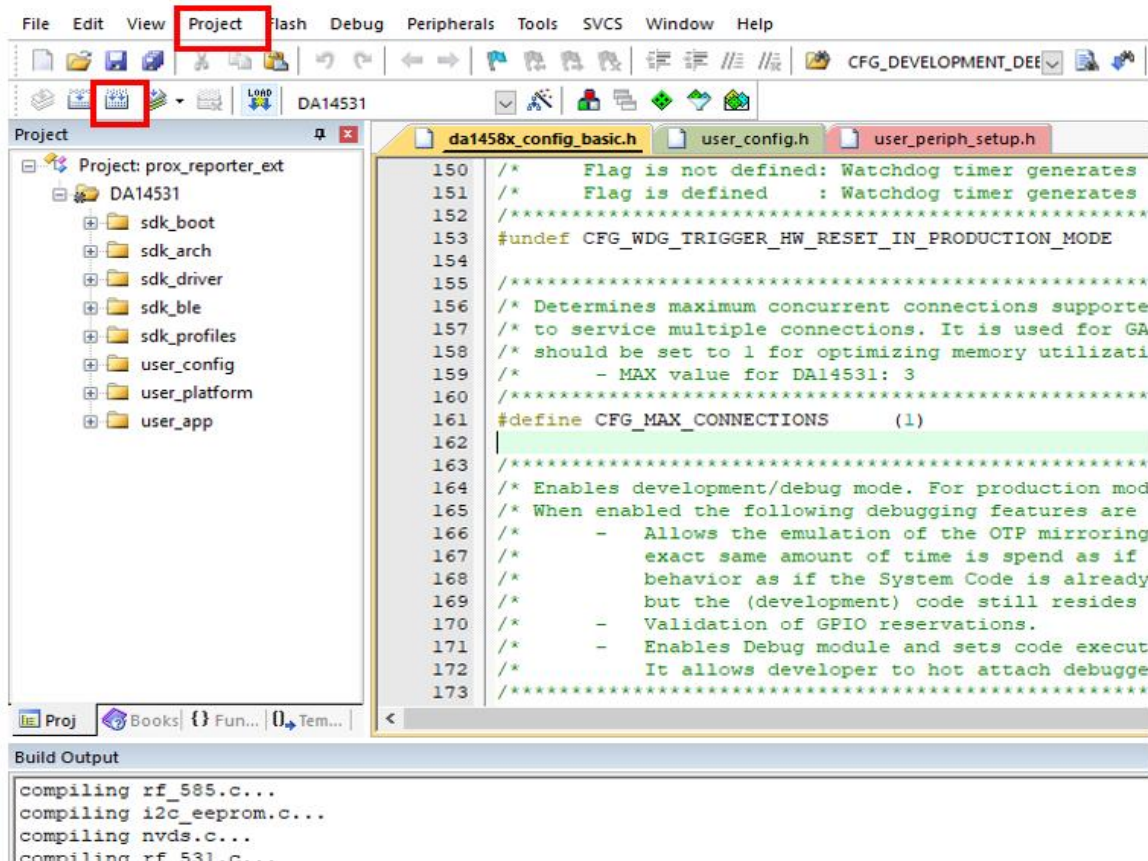 File Edit View Project Flash Debug Peripherals Tools SVCS Window Help
CFG_DEVELOPMENT_DEE
LOAD DA14531
Project
da1458x_config_basic.h user_config.h user_periph_setup.h
Project: prox_reporter_ext
DA14531
sdk_boot
sdk_arch
sdk_driver
sdk_ble
sdk_profiles
user_config
user_platform
user_app
150 /* Flag is not defined: Watchdog timer generates
151 /* Flag is defined : Watchdog timer generates
152 /****************************************************
153 #undef CFG_WDG_TRIGGER_HW_RESET_IN_PRODUCTION_MODE
154
155 /****************************************************
156 /* Determines maximum concurrent connections supporte
157 /* to service multiple connections. It is used for GA
158 /* should be set to 1 for optimizing memory utilizati
159 /* - MAX value for DA14531: 3
160 /****************************************************
161 #define CFG_MAX_CONNECTIONS (1)
162
163 /****************************************************
164 /* Enables development/debug mode. For production mod
165 /* When enabled the following debugging features are
166 /* - Allows the emulation of the OTP mirroring
167 /* exact same amount of time is spend as if
168 /* behavior as if the System Code is already
169 /* but the (development) code still resides
170 /* - Validation of GPIO reservations.
171 /* - Enables Debug module and sets code execut
172 /* It allows developer to hot attach debugge
173 /****************************************************
Proj Books {} Fun... 0 Tem...
Build Output
compiling rf_585.c...
compiling i2c_eeprom.c...
compiling nvds.c...
compiling rf_531.c...